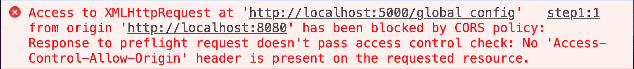 Access to XMLHttpRequest at 'http://localhost:5000/global_config' step1:1
from origin 'http://localhost:8080' has been blocked by CORS policy:
Response to preflight request doesn't pass access control check: No 'Access-
Control-Allow-Origin' header is present on the requested resource.